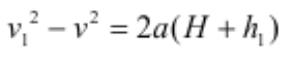 v₁² − v² = 2a(H + h₁)